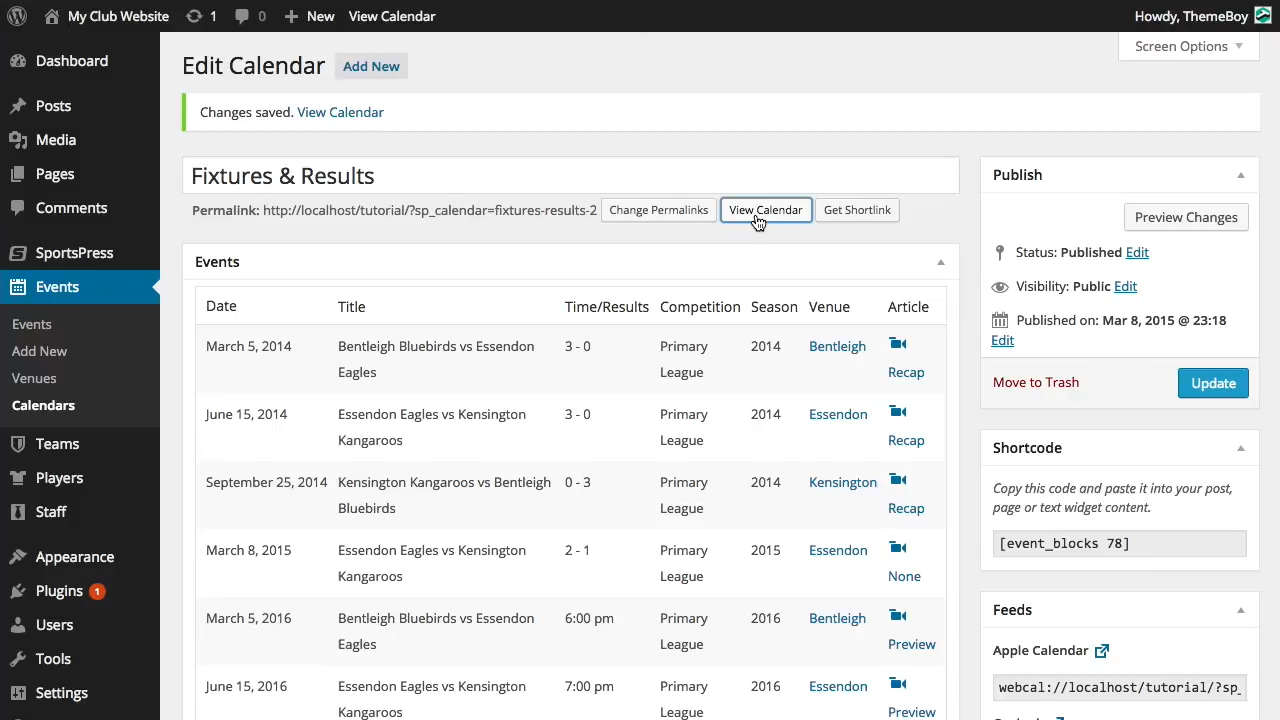 My Club Website 1 0 New View Calendar Howdy, ThemeBoy
Screen Options
Dashboard
Posts
Media
Pages
Comments
SportsPress
Events
Events
Add New
Venues
Calendars
Teams
Players
Staff
Appearance
Plugins 1
Users
Tools
Settings
Edit Calendar Add New
Changes saved. View Calendar
Fixtures & Results
Permalink: http://localhost/tutorial/?sp_calendar=fixtures-results-2 Change Permalinks View Calendar Get Shortlink
Events
Date Title Time/Results Competition Season Venue Article
March 5, 2014 Bentleigh Bluebirds vs Essendon 3 - 0 Primary 2014 Bentleigh
Eagles League Recap
June 15, 2014 Essendon Eagles vs Kensington 3 - 0 Primary 2014 Essendon
Kangaroos League Recap
September 25, 2014 Kensington Kangaroos vs Bentleigh 0 - 3 Primary 2014 Kensington
Bluebirds League Recap
March 8, 2015 Essendon Eagles vs Kensington 2 - 1 Primary 2015 Essendon
Kangaroos League None
March 5, 2016 Bentleigh Bluebirds vs Essendon 6:00 pm Primary 2016 Bentleigh
Eagles League Preview
June 15, 2016 Essendon Eagles vs Kensington 7:00 pm Primary 2016 Essendon
Kangaroos League Preview
Publish
Preview Changes
Status: Published Edit
Visibility: Public Edit
Published on: Mar 8, 2015 @ 23:18
Edit
Move to Trash Update
Shortcode
Copy this code and paste it into your post,
page or text widget content.
[event_blocks 78]
Feeds
Apple Calendar
webcal://localhost/tutorial/?sp_